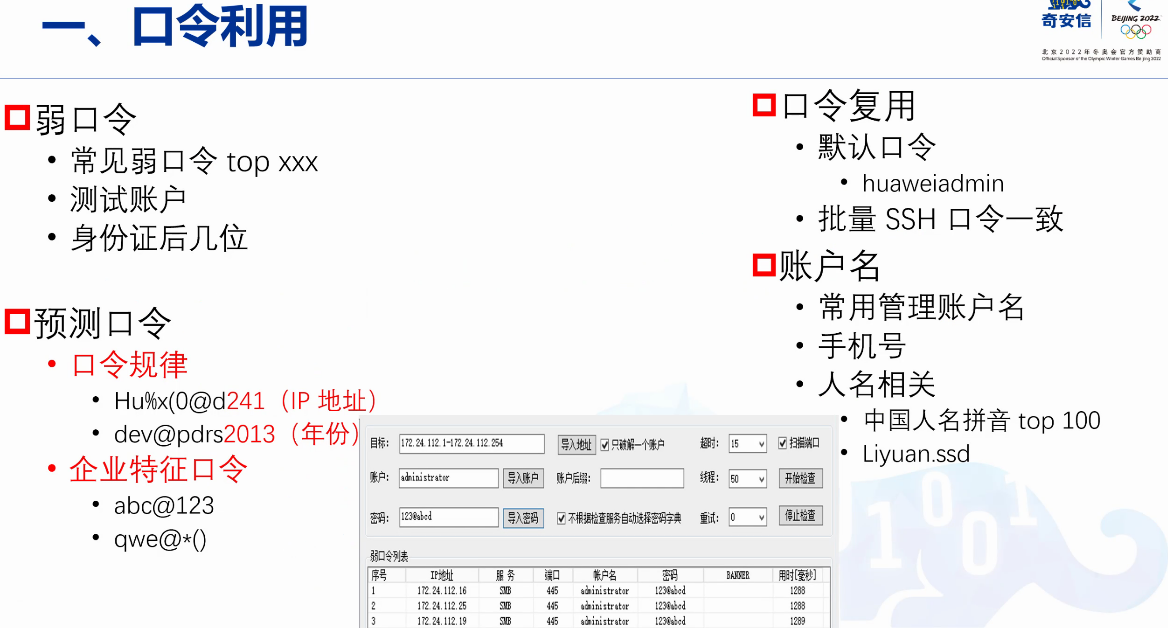 一、口令利用
奇安信
BEIJING 2022
北京2022年冬奥会官方赞助商
Official Sponsor of the Olympic Winter Games Beijing 2022
弱口令
• 常见弱口令 top xxx
• 测试账户
• 身份证后几位
预测口令
• 口令规律
• Hu%x(0@d241（IP 地址）
• dev@pdrs2013（年份）
• 企业特征口令
• abc@123
• qwe@*()
口令复用
• 默认口令
• huaweiadmin
• 批量 SSH 口令一致
账户名
• 常用管理账户名
• 手机号
• 人名相关
• 中国人名拼音 top 100
• Liyuan.ssd
目标: 172.24.112.1-172.24.112.254 导入地址 只破解一个账户 超时: 15 扫描端口
账户: administrator 导入账户 账户后缀: 线程: 50 开始检查
密码: 123@abcd 导入密码 不根据检查服务自动选择密码字典 重试: 0 停止检查
弱口令列表
序号 IP地址 服 务 端口 帐户名 密码 BANNER 用时[毫秒]
1 172.24.112.16 SMB 445 administrator 123@abcd 1288
2 172.24.112.25 SMB 445 administrator 123@abcd 1288
3 172.24.112.19 SMB 445 administrator 123@abcd 1289
1 0 0 1